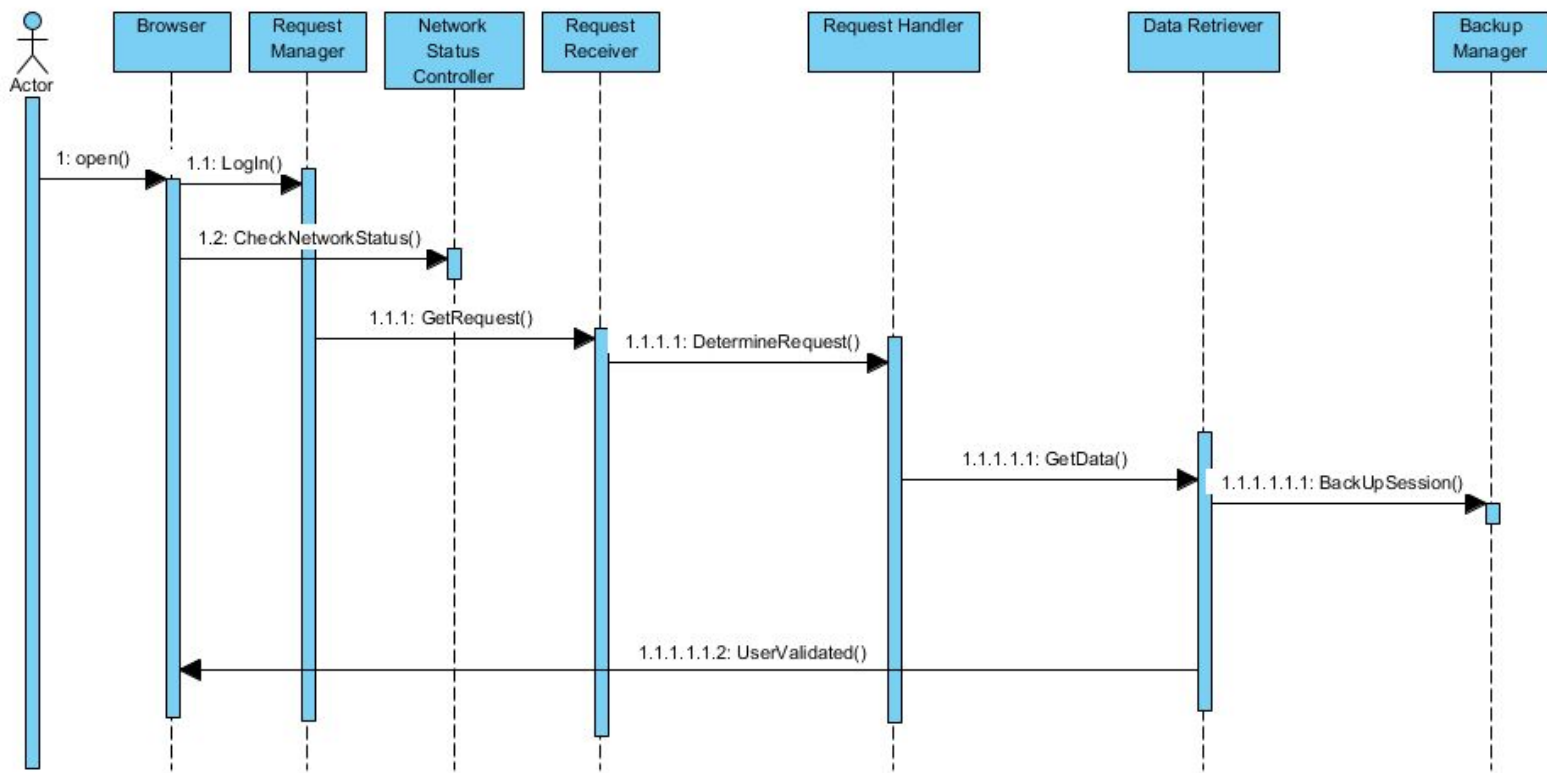 Actor
Browser
Request
Manager
Network
Status
Controller
Request
Receiver
Request Handler
Data Retriever
Backup
Manager
1: open()
1.1: LogIn()
1.2: CheckNetworkStatus()
1.1.1: GetRequest()
1.1.1.1: DetermineRequest()
1.1.1.1.1: GetData()
1.1.1.1.1.1: BackUpSession()
1.1.1.1.1.2: UserValidated()